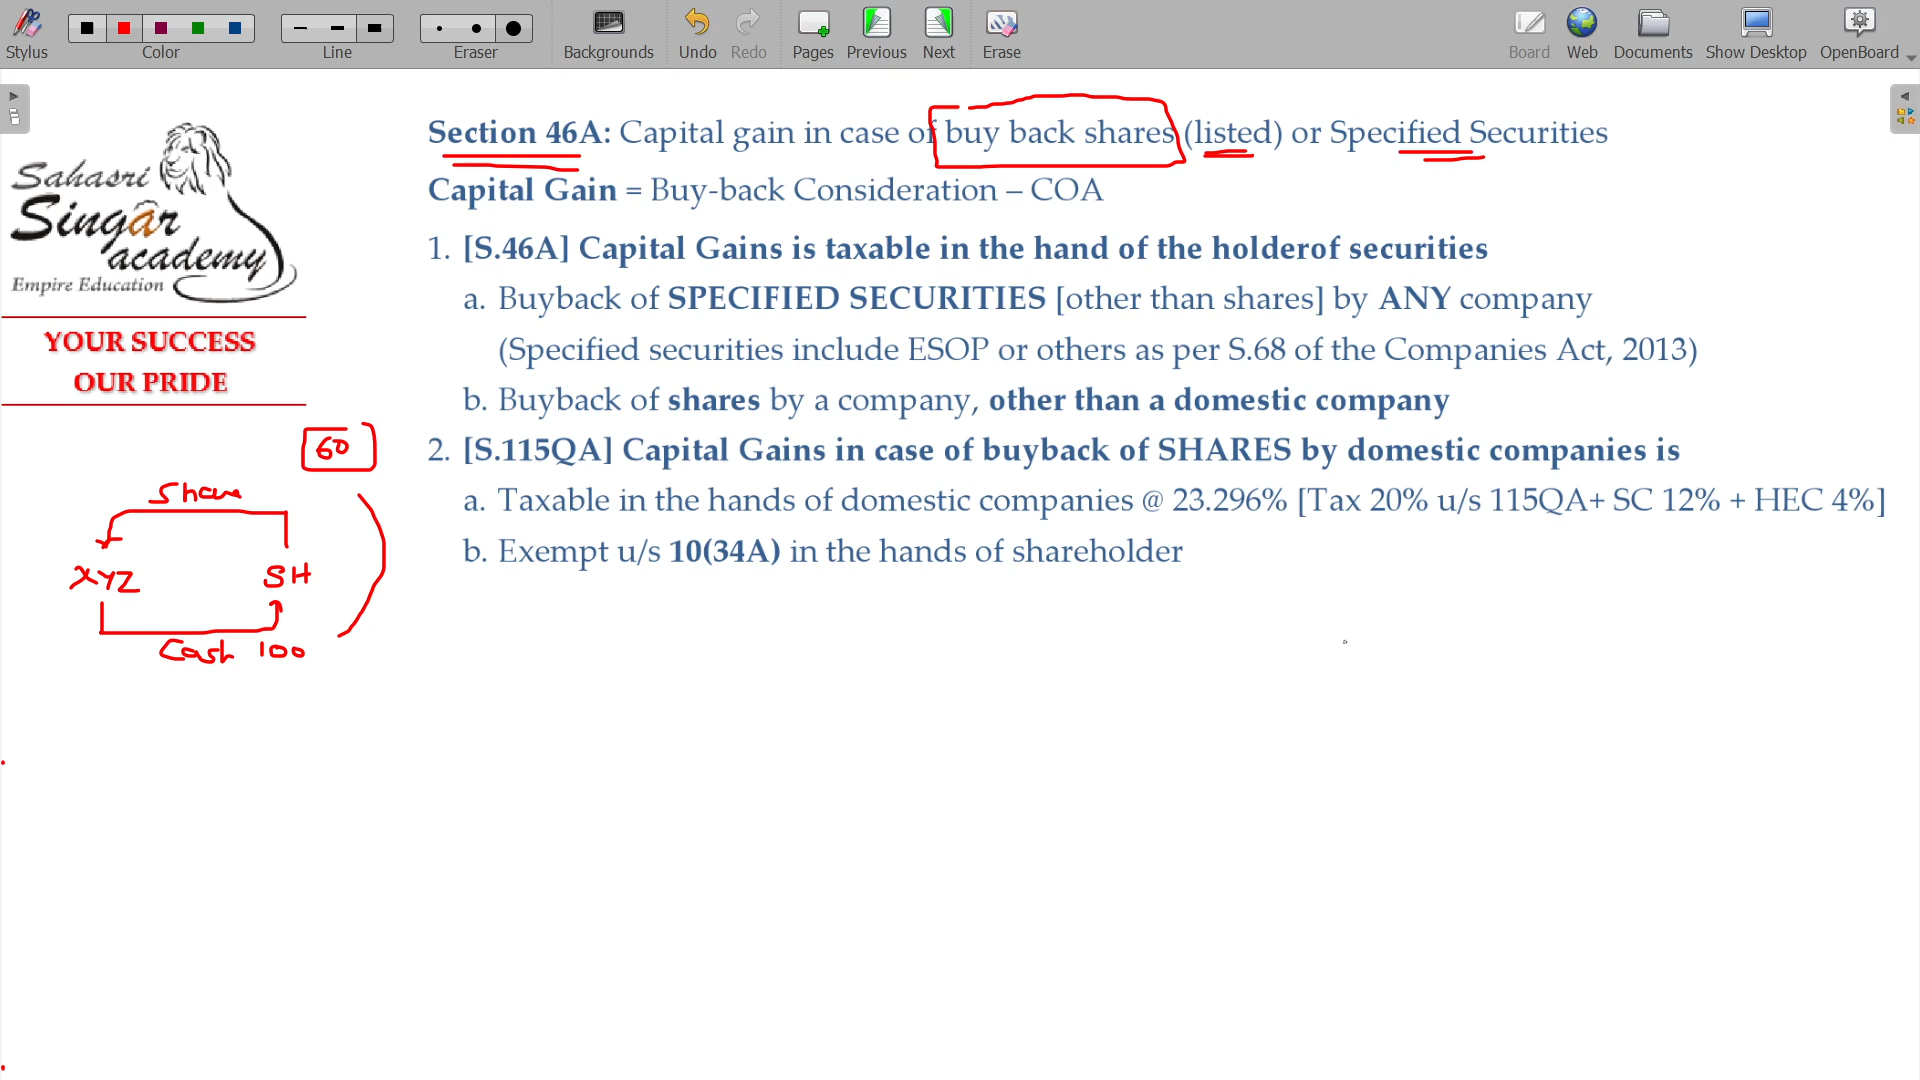 Stylus Color Line Eraser Backgrounds Undo Redo Pages Previous Next Erase Board Web Documents Show Desktop OpenBoard
Sahasri
Singar
academy
Empire Education
YOUR SUCCESS
OUR PRIDE
Section 46A: Capital gain in case of buy back shares (listed) or Specified Securities
Capital Gain = Buy-back Consideration – COA
1. [S.46A] Capital Gains is taxable in the hand of the holderof securities
a. Buyback of SPECIFIED SECURITIES [other than shares] by ANY company
(Specified securities include ESOP or others as per S.68 of the Companies Act, 2013)
b. Buyback of shares by a company, other than a domestic company
2. [S.115QA] Capital Gains in case of buyback of SHARES by domestic companies is
a. Taxable in the hands of domestic companies @ 23.296% [Tax 20% u/s 115QA+ SC 12% + HEC 4%]
b. Exempt u/s 10(34A) in the hands of shareholder
60
Share
XYZ SH
Cash 100